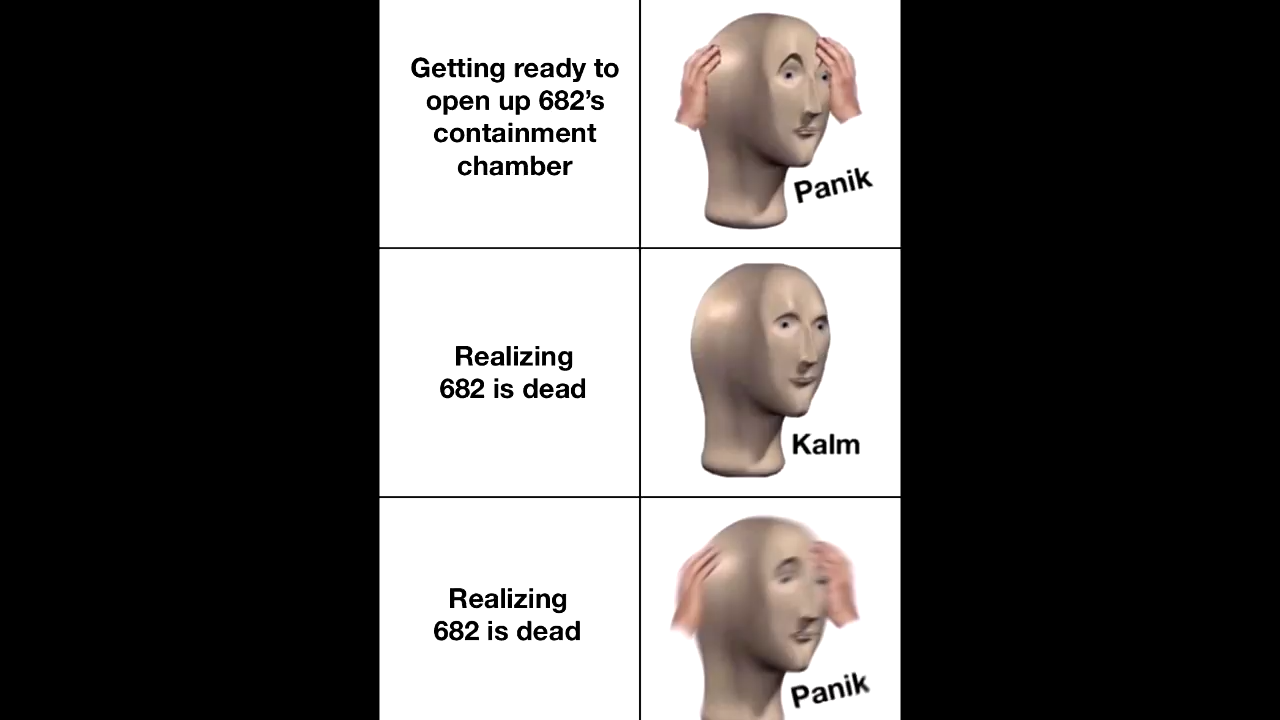 Getting ready to
open up 682’s
containment
chamber
Panik
Realizing
682 is dead
Kalm
Realizing
682 is dead
Panik